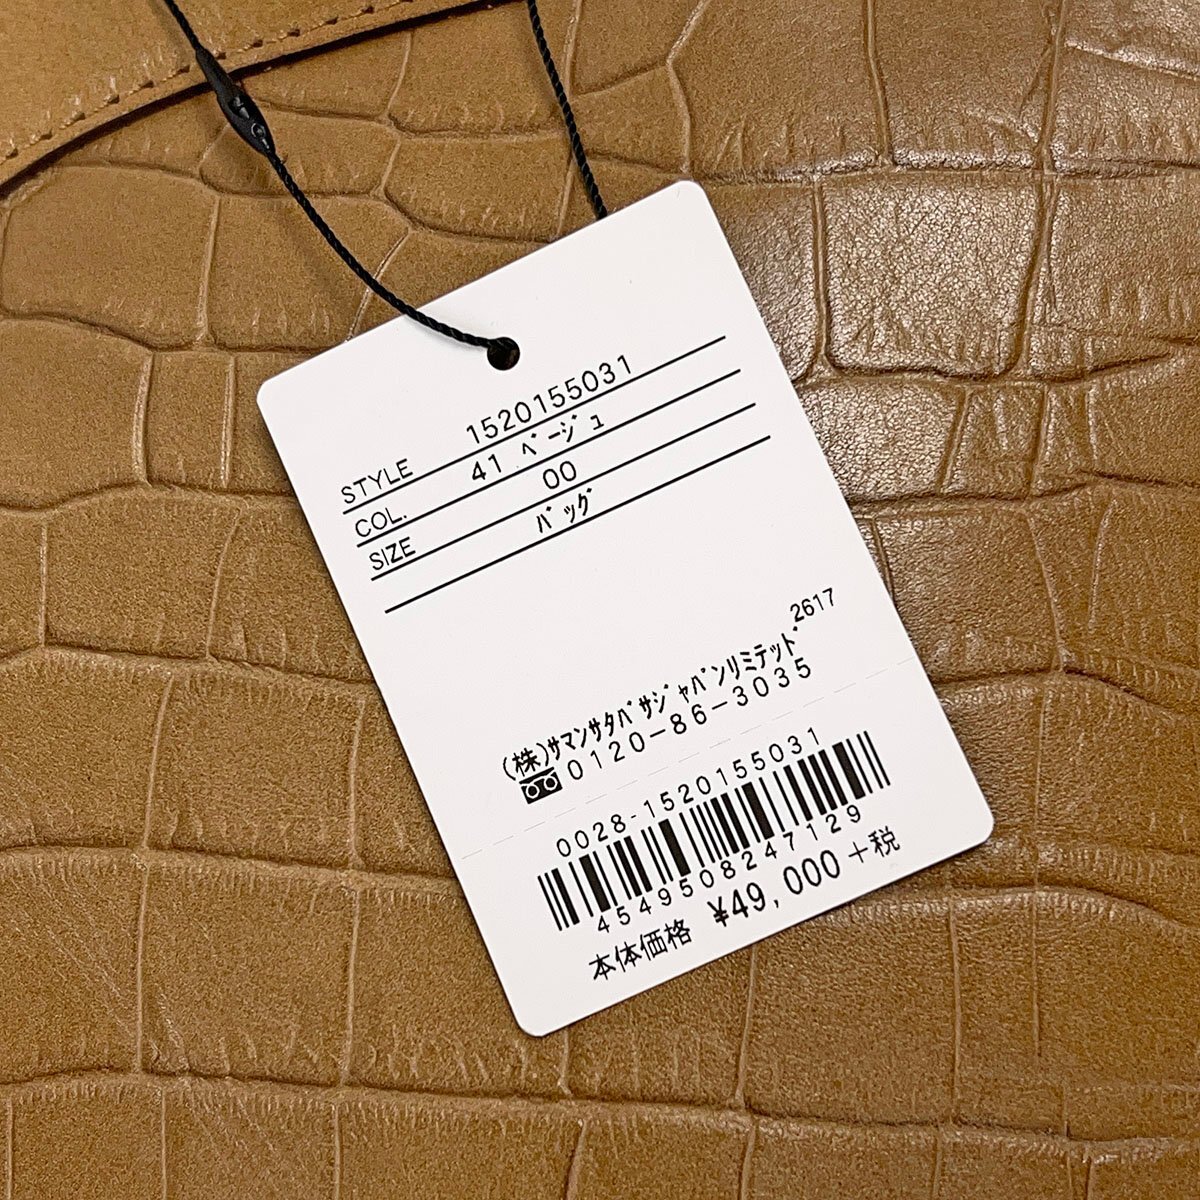 STYLE 1520155031
COL. 41 ﾍﾞｰｼﾞｭ
SIZE 00
ﾊﾞｯｸﾞ
2617
(株)ｻﾏﾝｻﾀﾊﾞｻｼﾞｬﾊﾟﾝﾘﾐﾃｯﾄﾞ
0120-86-3035
0028-1520155031
4549508247129
本体価格 ¥49,000+税